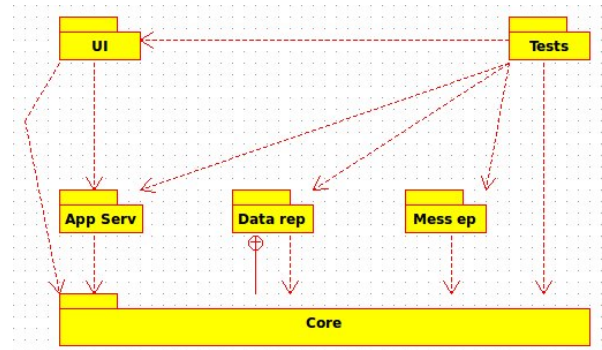 UI
Tests
App Serv
Data rep
Mess ep
Core